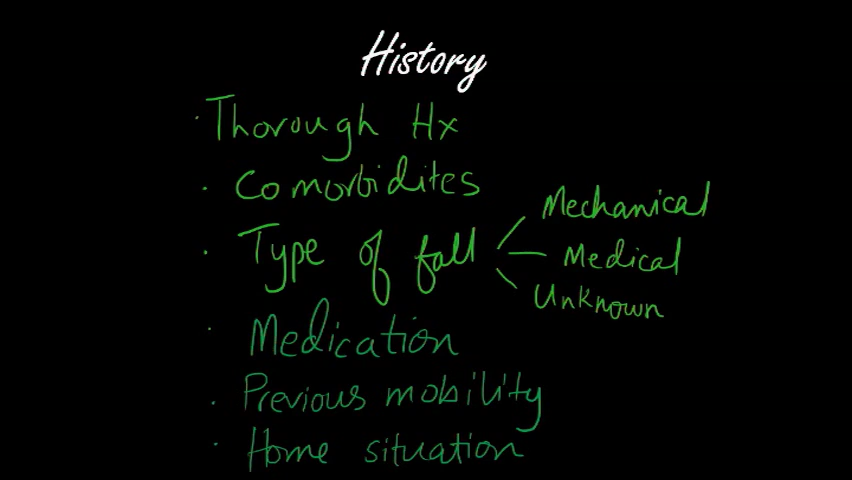 History
· Thorough Hx
· Comorbidites
· Type of fall
Mechanical
Medical
Unknown
· Medication
· Previous mobility
· Home situation